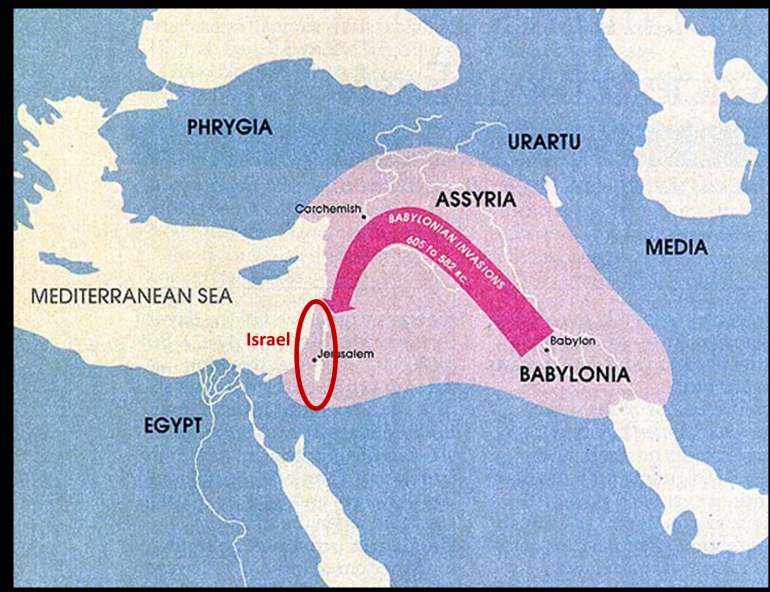 PHRYGIA
URARTU
ASSYRIA
Carchemish
BABYLONIAN INVASIONS
605 to 582 B.C.
MEDIA
MEDITERRANEAN SEA
Israel
Jerusalem
Babylon
BABYLONIA
EGYPT